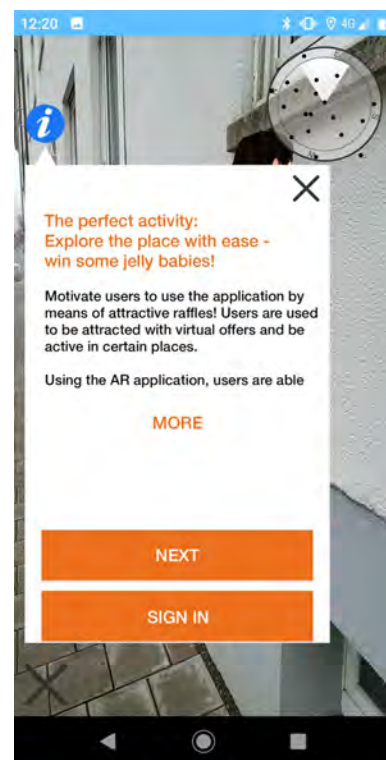 12:20
4G
i
The perfect activity:
Explore the place with ease -
win some jelly babies!
Motivate users to use the application by
means of attractive raffles! Users are used
to be attracted with virtual offers and be
active in certain places.
Using the AR application, users are able
MORE
NEXT
SIGN IN